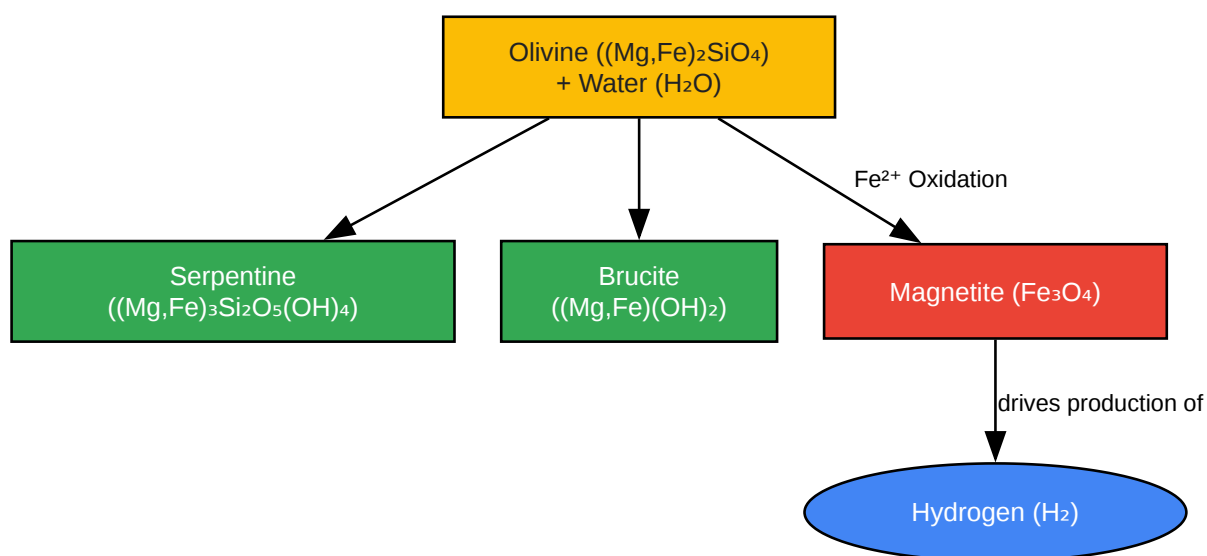 Olivine ((Mg,Fe)₂SiO₄)
+ Water (H₂O)
Fe²⁺ Oxidation
Serpentine
((Mg,Fe)₃Si₂O₅(OH)₄)
Brucite
((Mg,Fe)(OH)₂)
Magnetite (Fe₃O₄)
drives production of
Hydrogen (H₂)